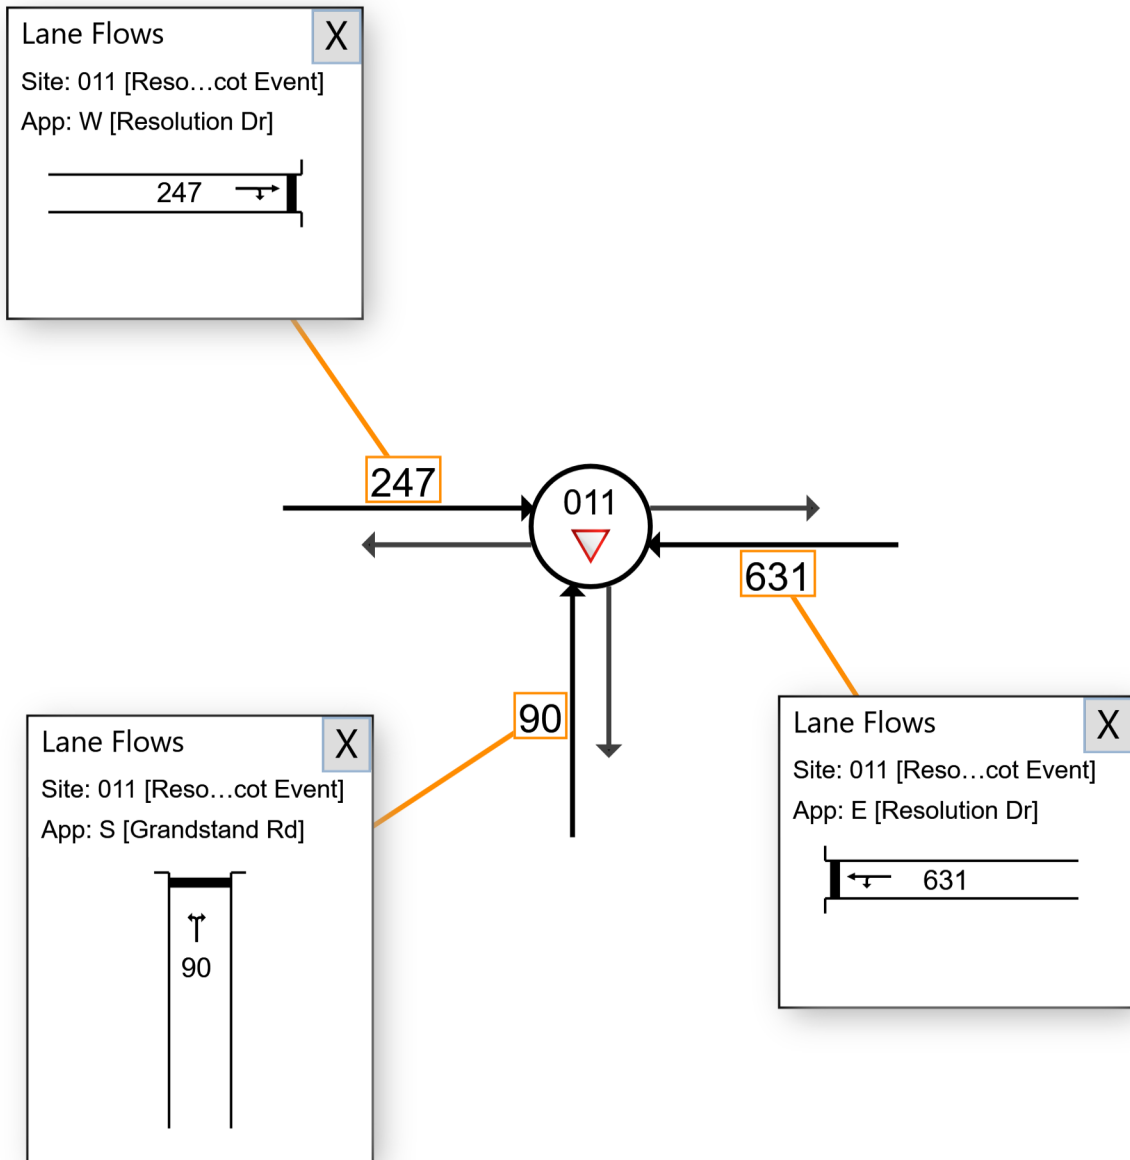 Lane Flows
X
Site: 011 [Reso...cot Event]
App: W [Resolution Dr]
247
247
011
631
90
Lane Flows
X
Site: 011 [Reso...cot Event]
App: S [Grandstand Rd]
90
Lane Flows
X
Site: 011 [Reso...cot Event]
App: E [Resolution Dr]
631